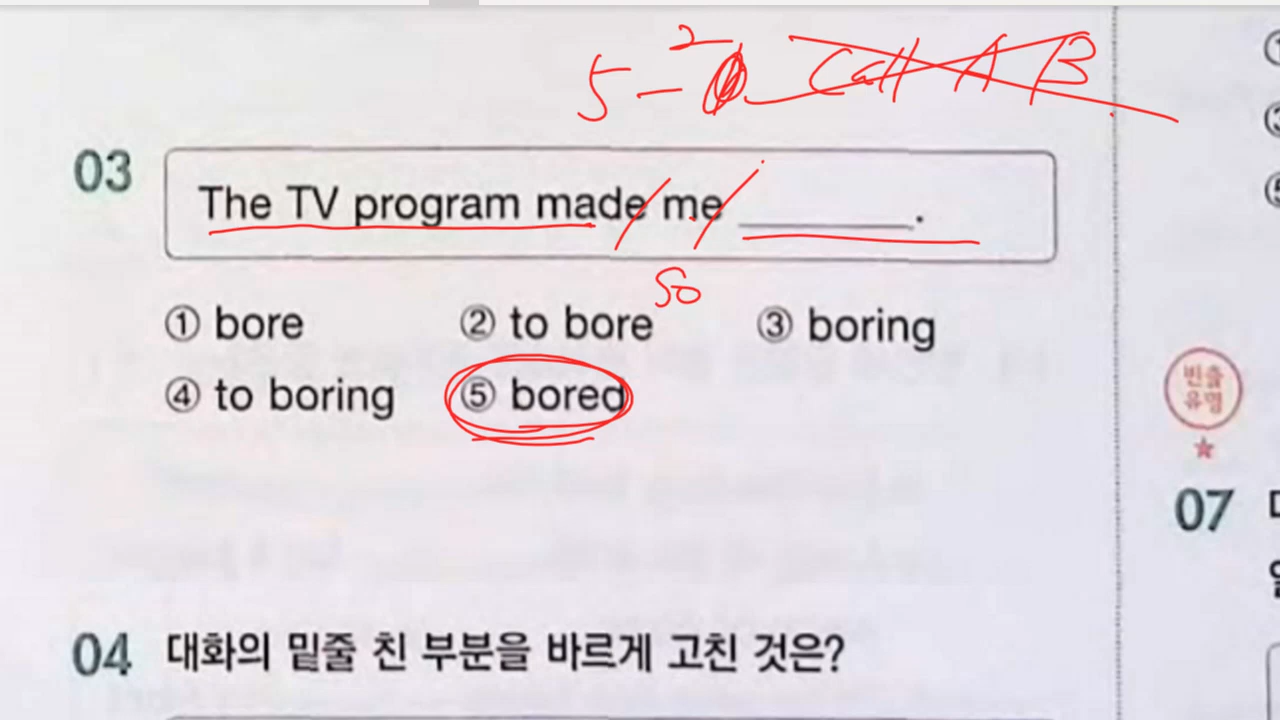 5-2 Call A B
03
The TV program made / me / ________.
so
① bore ② to bore ③ boring
④ to boring ⑤ bored
빈출
유형
★
07
04 대화의 밑줄 친 부분을 바르게 고친 것은?